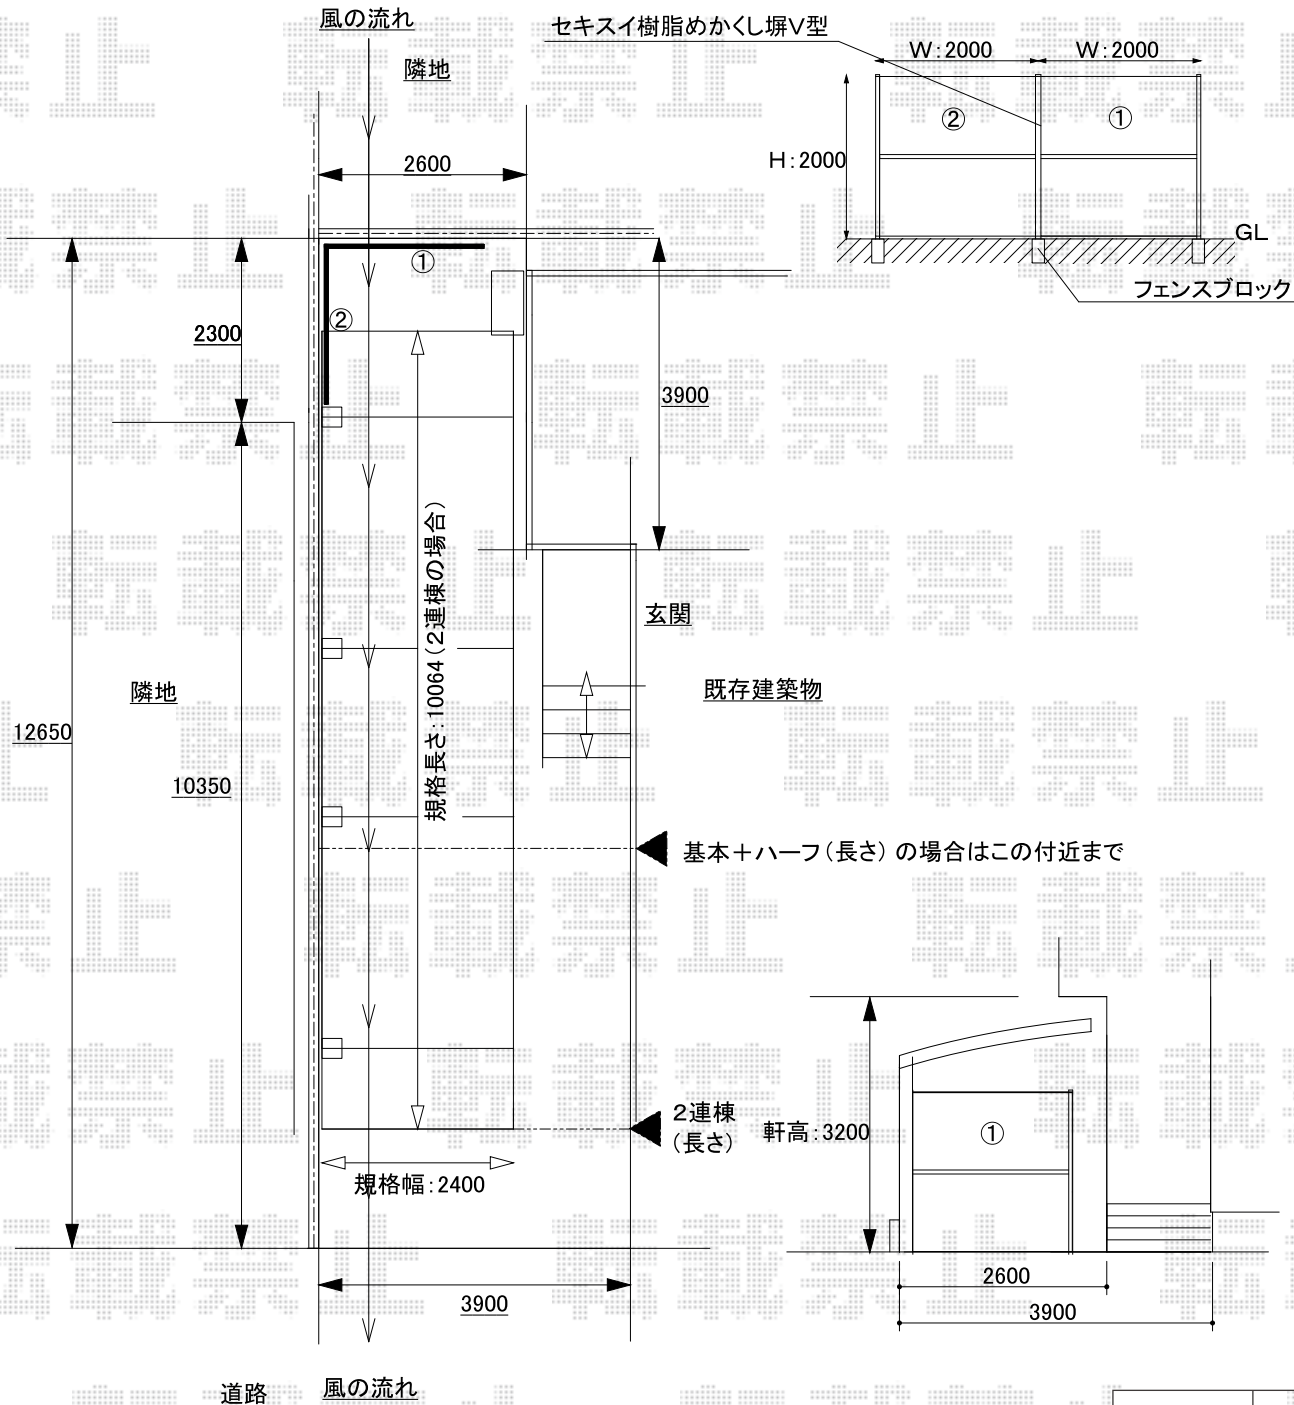 風の流れ
隣地
セキスイ樹脂めかくし塀V型
W:2000
W:2000
②
①
H:2000
GL
フェンスブロック
2600
①
②
2300
3900
規格長さ:10064(2連棟の場合)
玄関
隣地
既存建築物
12650
10350
基本+ハーフ(長さ)の場合はこの付近まで
2連棟
(長さ)
軒高:3200
①
規格幅:2400
2600
3900
3900
道路
風の流れ
転載禁止